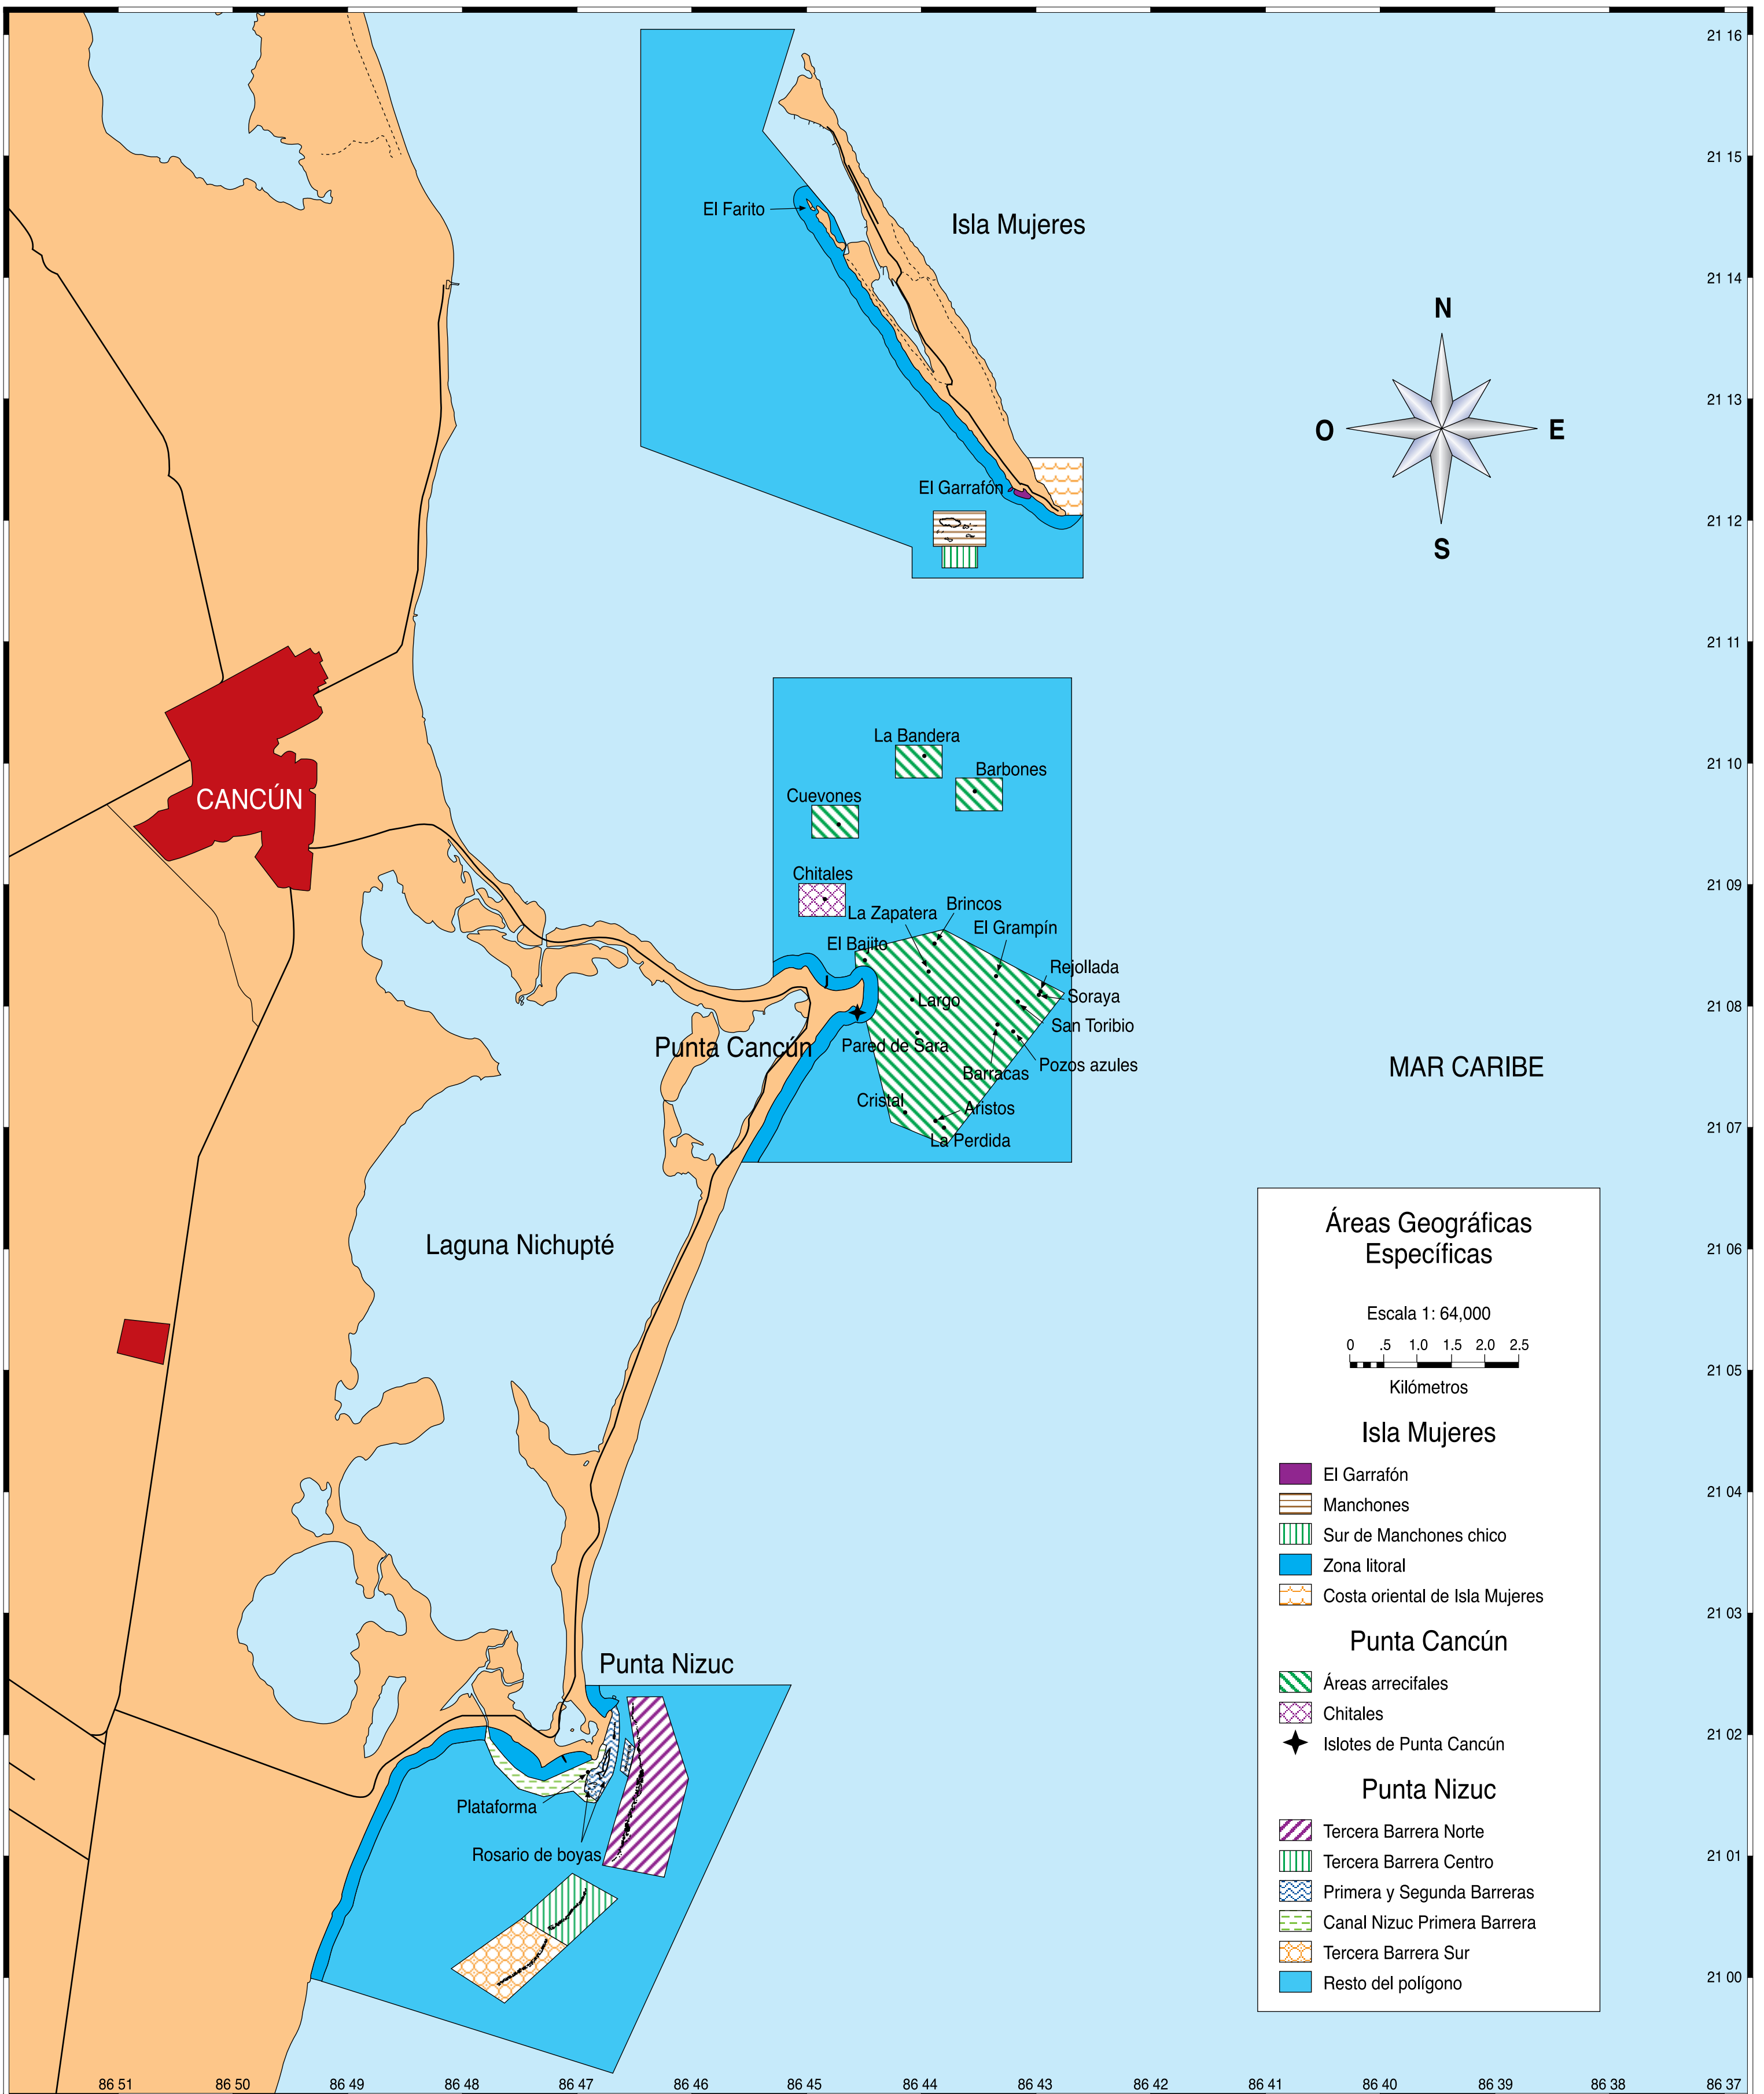 21 16
21 15
El Farito
Isla Mujeres
21 14
N
21 13
O
E
El Garrafón
21 12
S
21 11
La Bandera
21 10
Barbones
Cuevones
CANCÚN
Chitales
21 09
Brincos
La Zapatera
El Grampín
El Bajito
Rejollada
Soraya
Largo
21 08
San Toribio
Pared de Sara
Punta Cancún
Pozos azules
MAR CARIBE
Barracas
Cristal
Aristos
21 07
La Perdida
Laguna Nichupté
21 06
Áreas Geográficas
Específicas
Escala 1: 64,000
0 .5 1.0 1.5 2.0 2.5
21 05
Kilómetros
Isla Mujeres
El Garrafón
21 04
Manchones
Sur de Manchones chico
Zona litoral
Costa oriental de Isla Mujeres
21 03
Punta Cancún
Punta Nizuc
Áreas arrecifales
Chitales
21 02
Islotes de Punta Cancún
Punta Nizuc
Plataforma
Tercera Barrera Norte
Rosario de boyas
21 01
Tercera Barrera Centro
Primera y Segunda Barreras
Canal Nizuc Primera Barrera
Tercera Barrera Sur
21 00
Resto del polígono
86 51 86 50 86 49 86 48 86 47 86 46 86 45 86 44 86 43 86 42 86 41 86 40 86 39 86 38 86 37